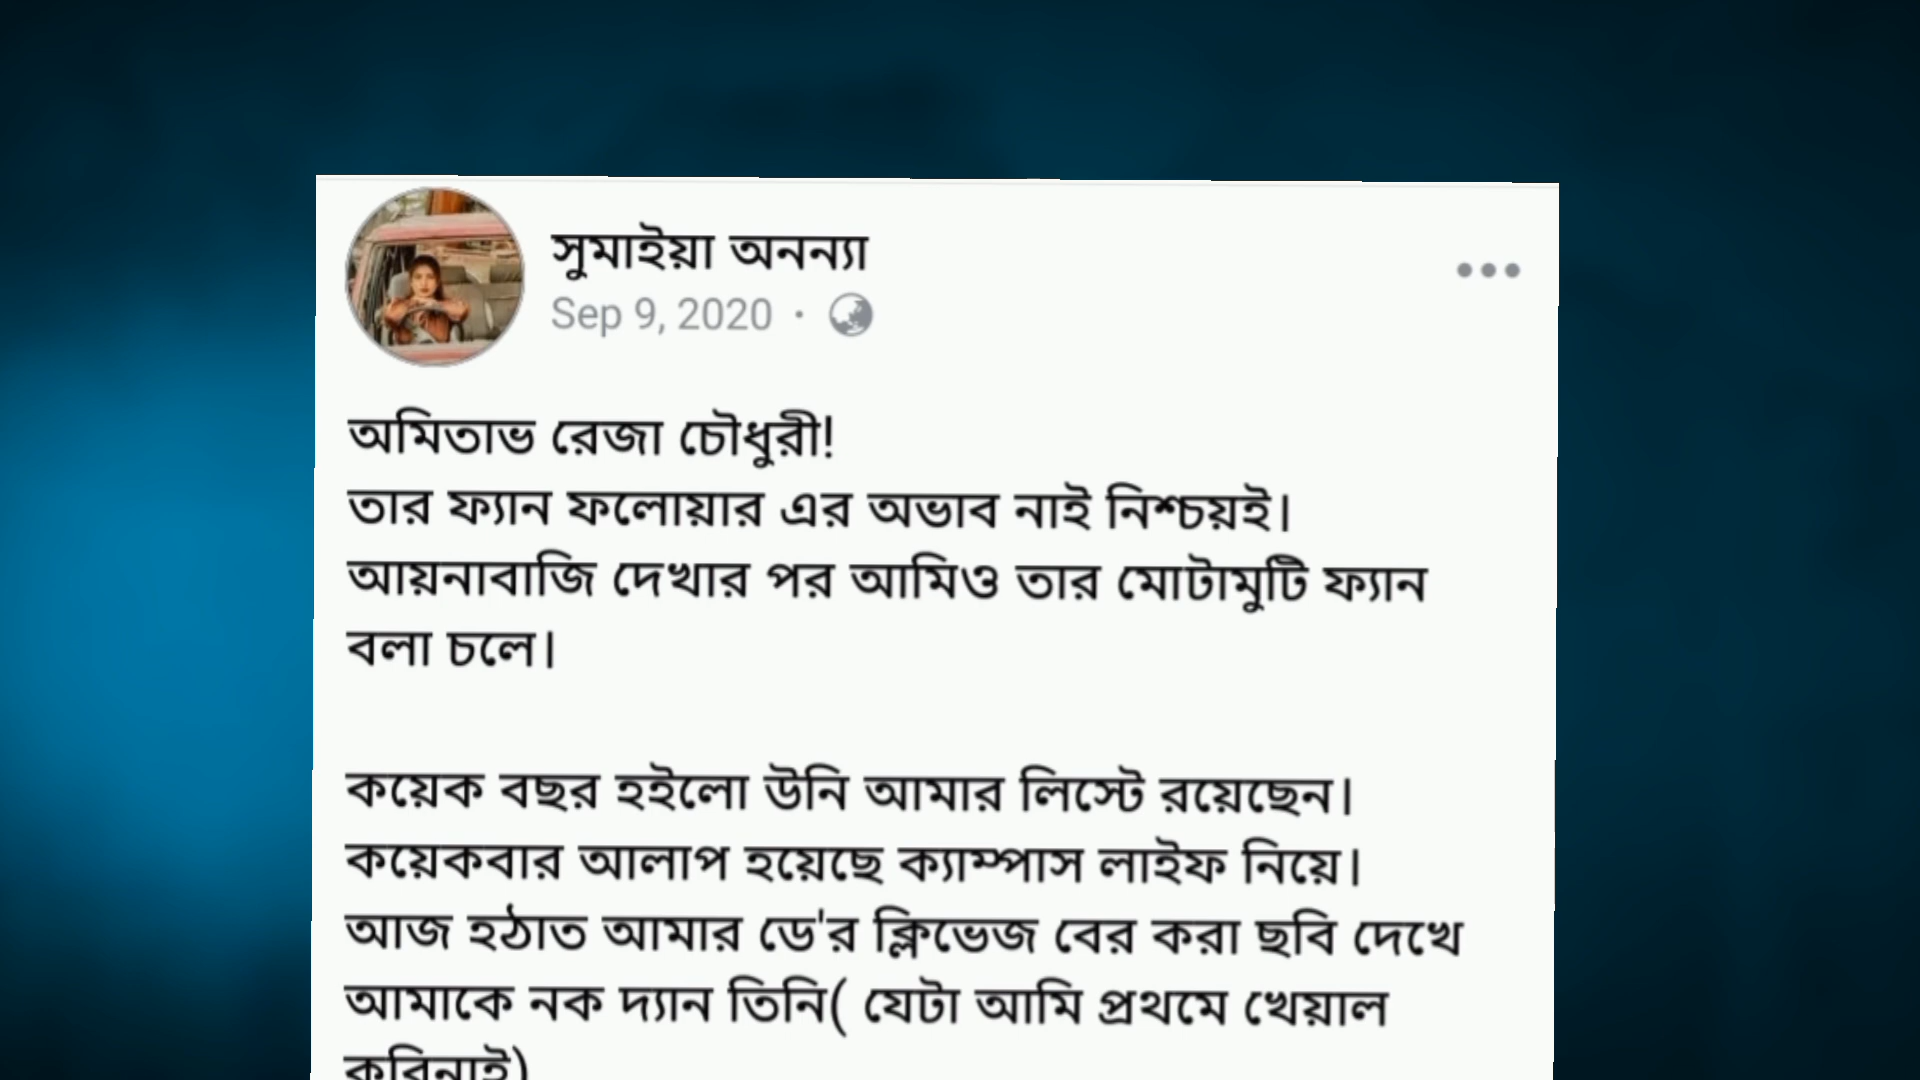 সুমাইয়া অনন্যা
Sep 9, 2020 ·
অমিতাভ রেজা চৌধুরী!
তার ফ্যান ফলোয়ার এর অভাব নাই নিশ্চয়ই।
আয়নাবাজি দেখার পর আমিও তার মোটামুটি ফ্যান
বলা চলে।
কয়েক বছর হইলো উনি আমার লিস্টে রয়েছেন।
কয়েকবার আলাপ হয়েছে ক্যাম্পাস লাইফ নিয়ে।
আজ হঠাত আমার ডে'র ক্লিভেজ বের করা ছবি দেখে
আমাকে নক দ্যান তিনি( যেটা আমি প্রথমে খেয়াল
করিনাই)